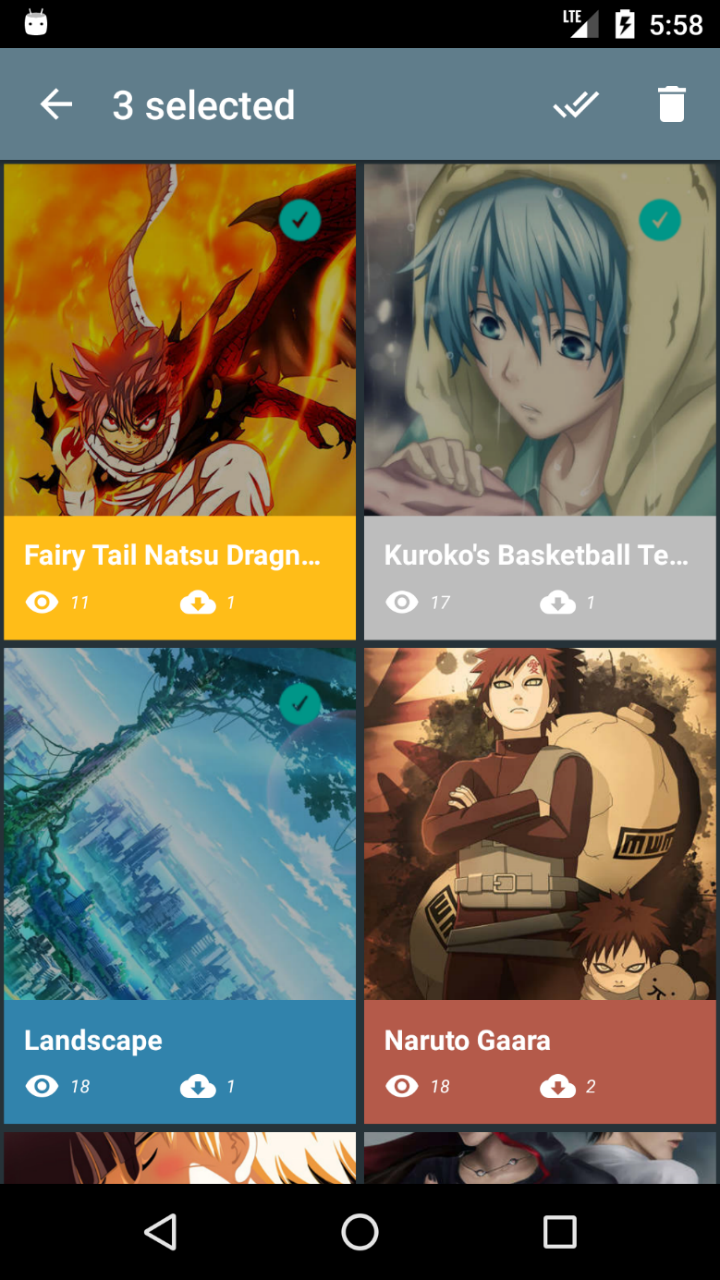 LTE 5:58
3 selected
Fairy Tail Natsu Dragn...
11 1
Kuroko's Basketball Te...
17 1
Landscape
18 1
Naruto Gaara
18 2